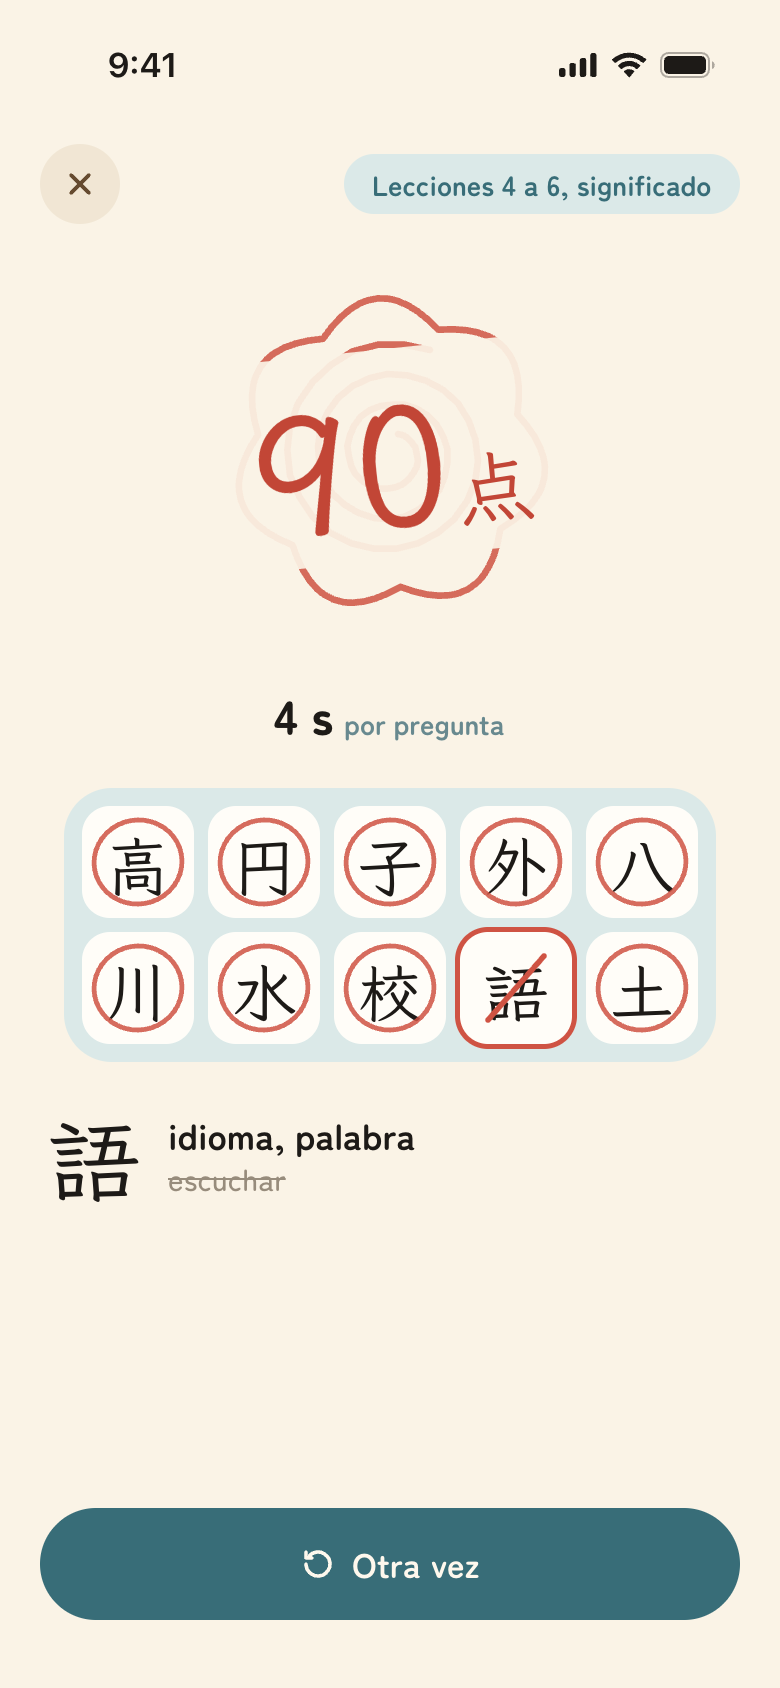 9:41
Lecciones 4 a 6, significado
90点
4 s por pregunta
高 円 子 外 八
川 水 校 語 土
語 idioma, palabra
escuchar
Otra vez